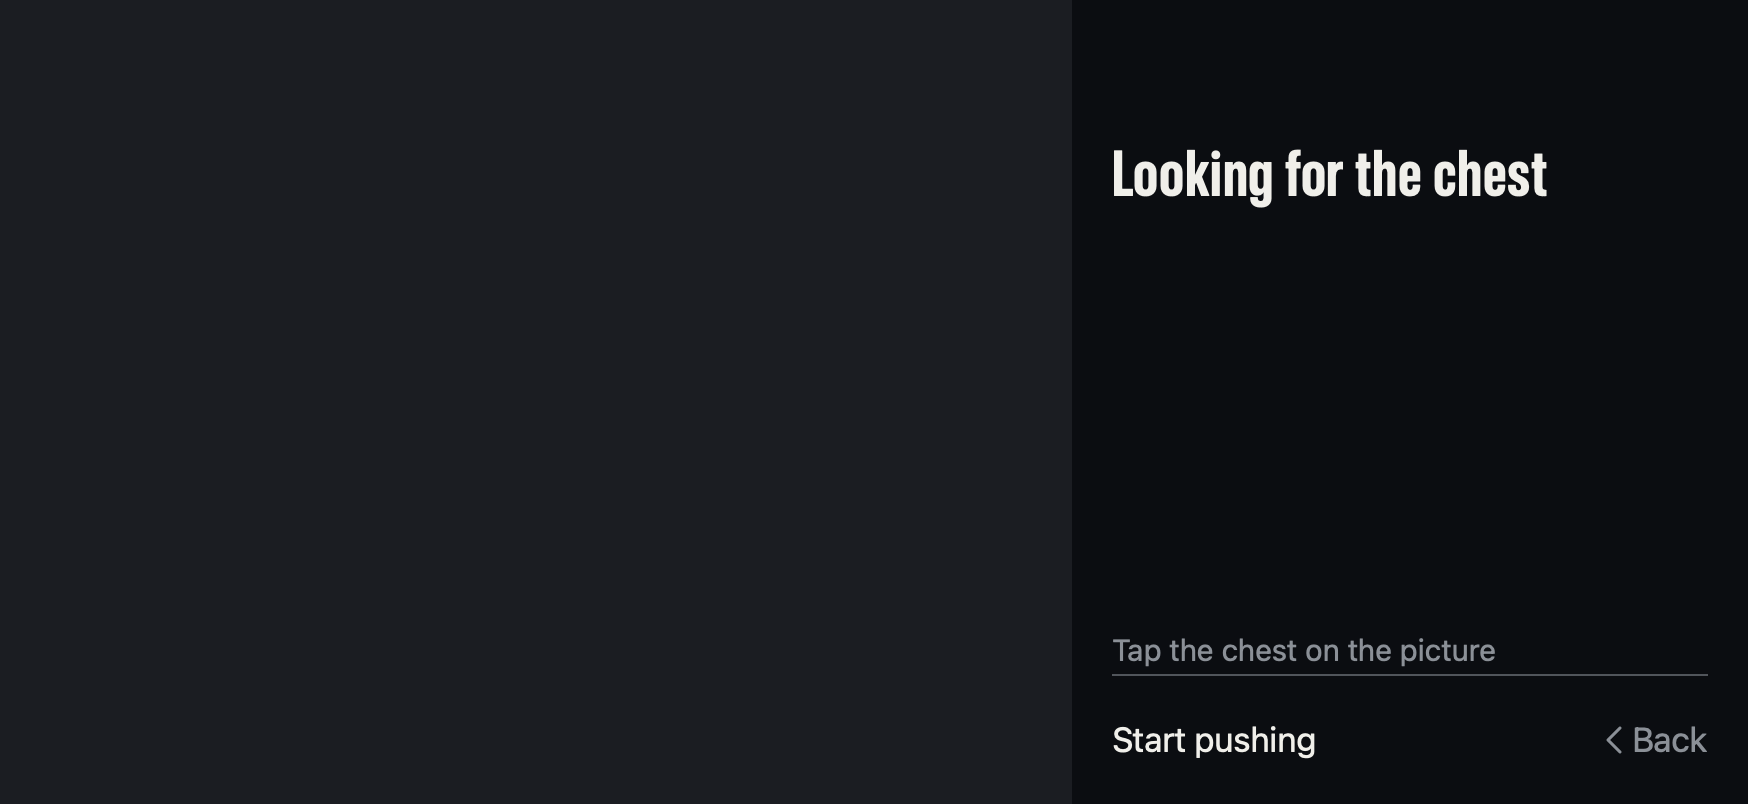 Looking for the chest
Tap the chest on the picture
Start pushing
Back